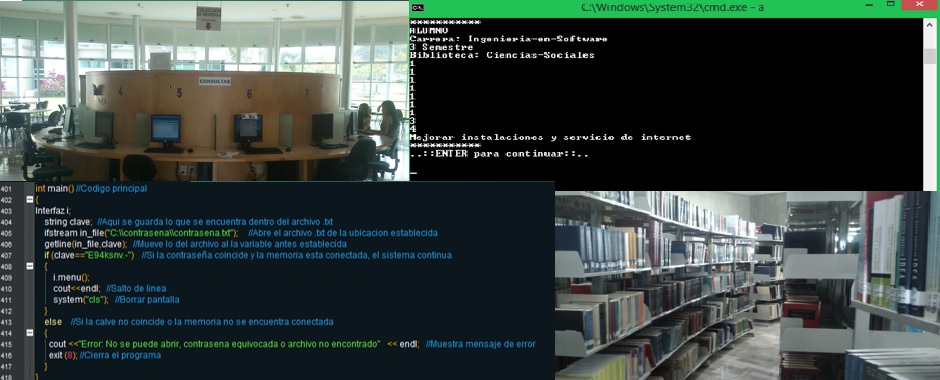 CONSULTAS
4 5 6 7
C:\Windows\System32\cmd.exe - a
***********
ALUMNO
Carrera: Ingenieria-en-Software
3 Semestre
Biblioteca: Ciencias-Sociales
1
1
1
1
1
1
1
3
4
Mejorar instalaciones y servicio de internet
***********
..::ENTER para continuar::..
401 int main() //Codigo principal
402 {
403 Interfaz i;
404 string clave; //Aqui se guarda lo que se encuentra dentro del archivo .txt
405 ifstream in_file("C:\\contrasena\\contrasena.txt"); //Abre el archivo .txt de la ubicacion establecida
406 getline(in_file,clave); //Mueve lo del archivo al la variable antes establecida
407 if (clave=="E94ksnv.-") //Si la contraseña coincide y la memoria esta conectada, el sistema continua
408 {
409 i.menu();
410 cout<<endl; //Salto de linea
411 system("cls"); //Borrar pantalla
412 }
413 else //Si la calve no coincide o la memoria no se encuentra conectada
414 {
415 cout <<"Error: No se puede abrir, contrasena equivocada o archivo no encontrado" << endl; //Muestra mensaje de error
416 exit (8); //Cierra el programa
417 }
418 }